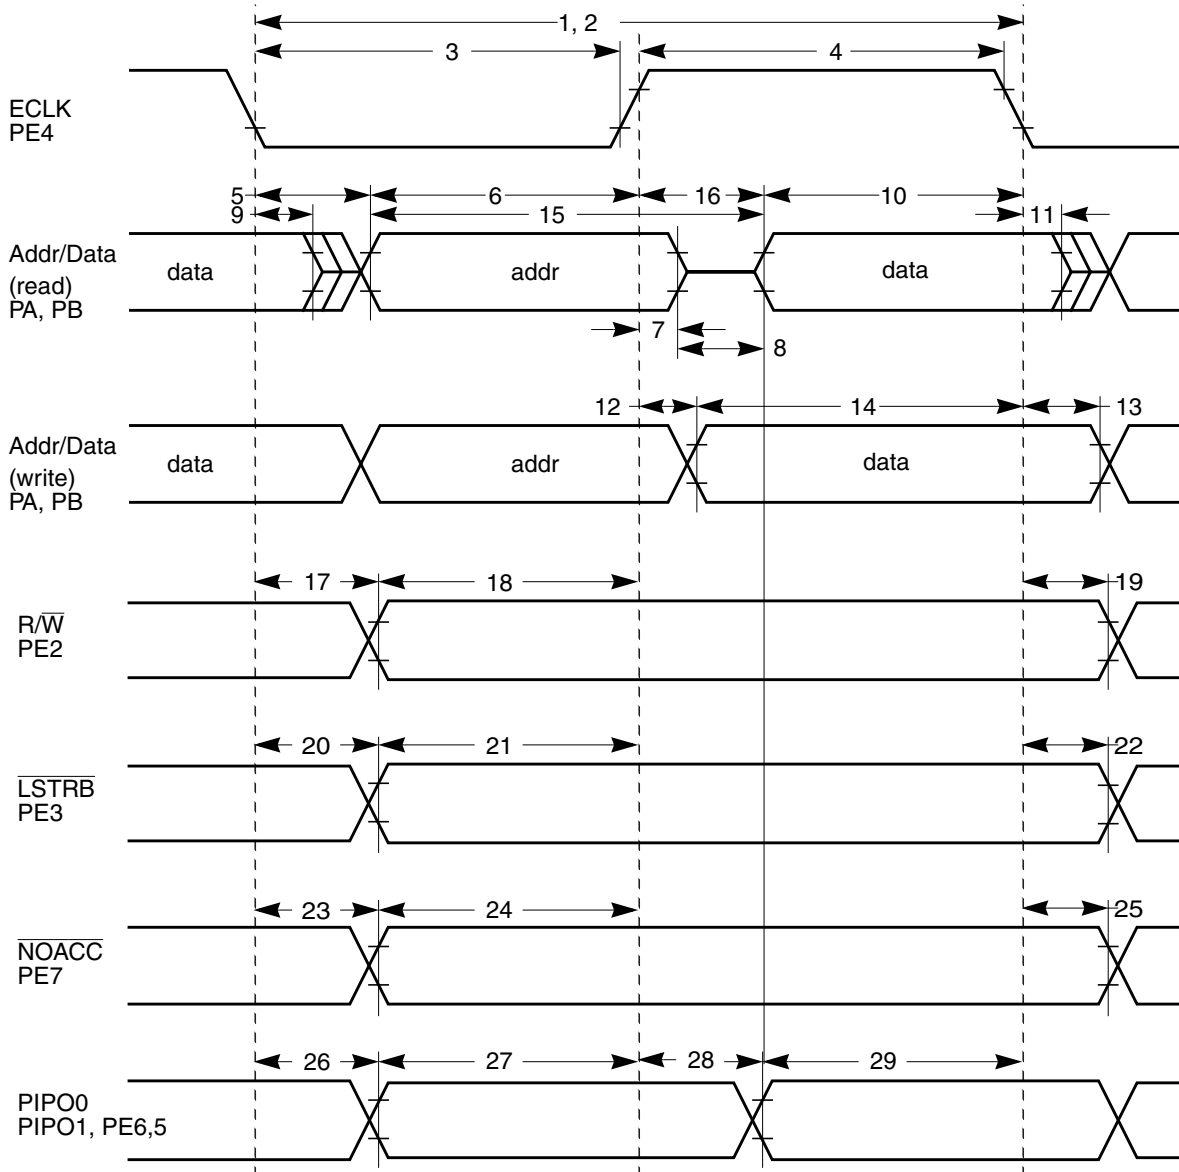 1, 2
3
4
ECLK
PE4
5
6
16
10
9
15
11
Addr/Data
(read)
PA, PB
data
addr
data
7
8
12
14
13
Addr/Data
(write)
PA, PB
data
addr
data
17
18
19
R/W
PE2
20
21
22
LSTRB
PE3
23
24
25
NOACC
PE7
26
27
28
29
PIPO0
PIPO1, PE6,5